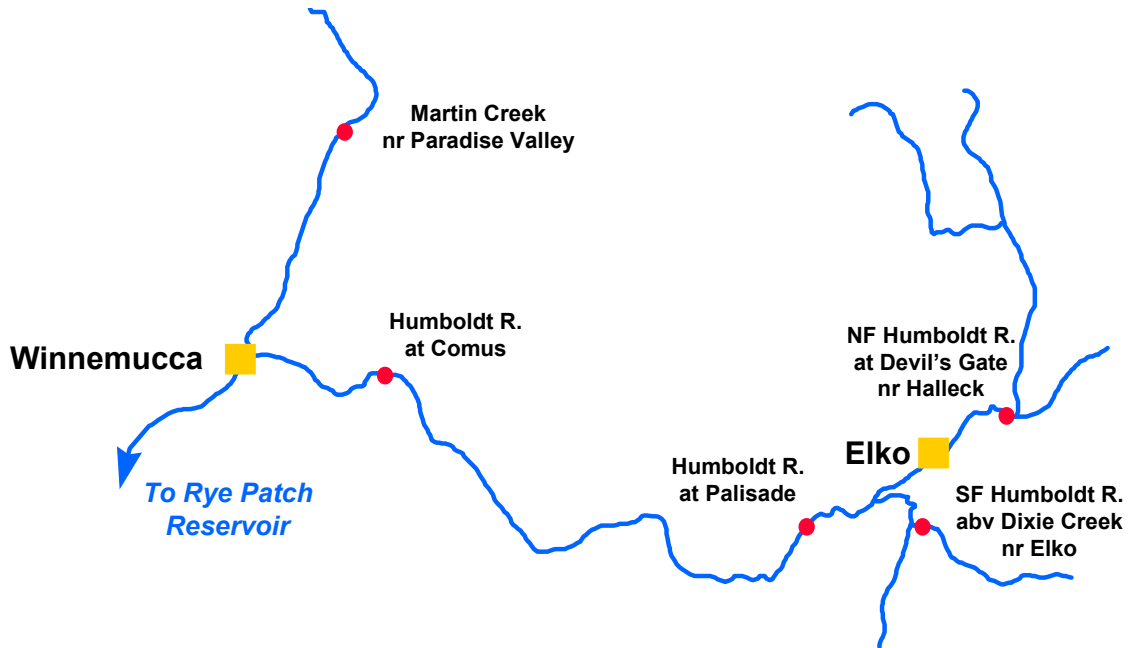 Martin Creek
nr Paradise Valley
Humboldt R.
at Comus
NF Humboldt R.
at Devil's Gate
nr Halleck
Winnemucca
Elko
Humboldt R.
at Palisade
SF Humboldt R.
abv Dixie Creek
nr Elko
To Rye Patch
Reservoir